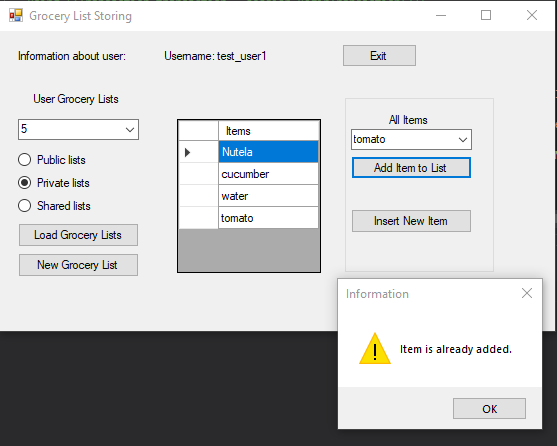 Grocery List Storing
Information about user:
Username: test_user1
Exit
User Grocery Lists
5
Public lists
Private lists
Shared lists
Load Grocery Lists
New Grocery List
Items
Nutela
cucumber
water
tomato
All Items
tomato
Add Item to List
Insert New Item
Information
Item is already added.
OK